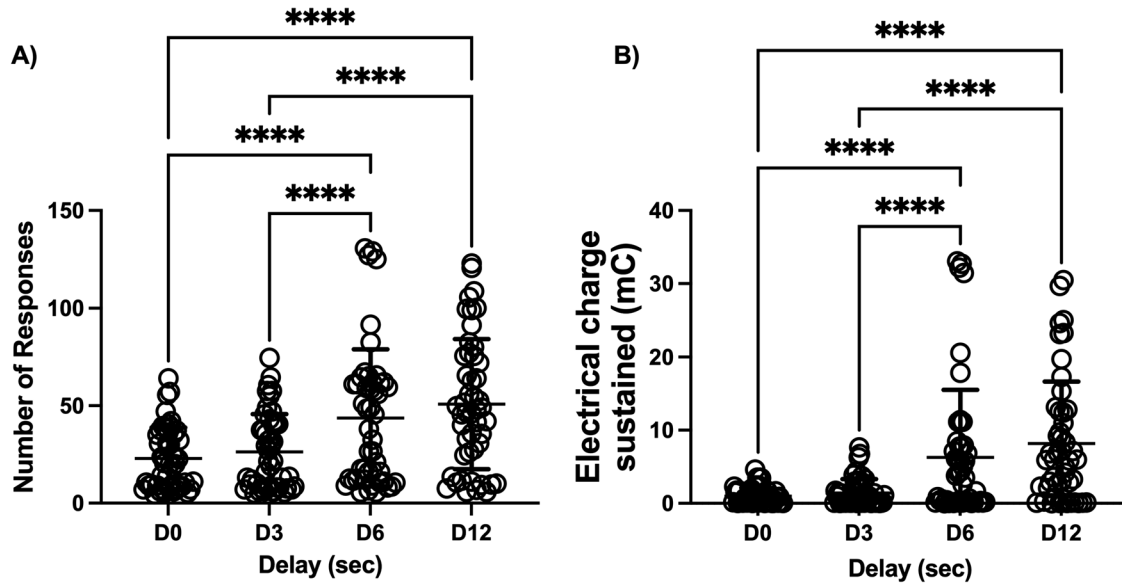 A)
****
****
****
****
Number of Responses
150
100
50
0
D0 D3 D6 D12
Delay (sec)
B)
****
****
****
****
Electrical charge
sustained (mC)
40
30
20
10
0
D0 D3 D6 D12
Delay (sec)